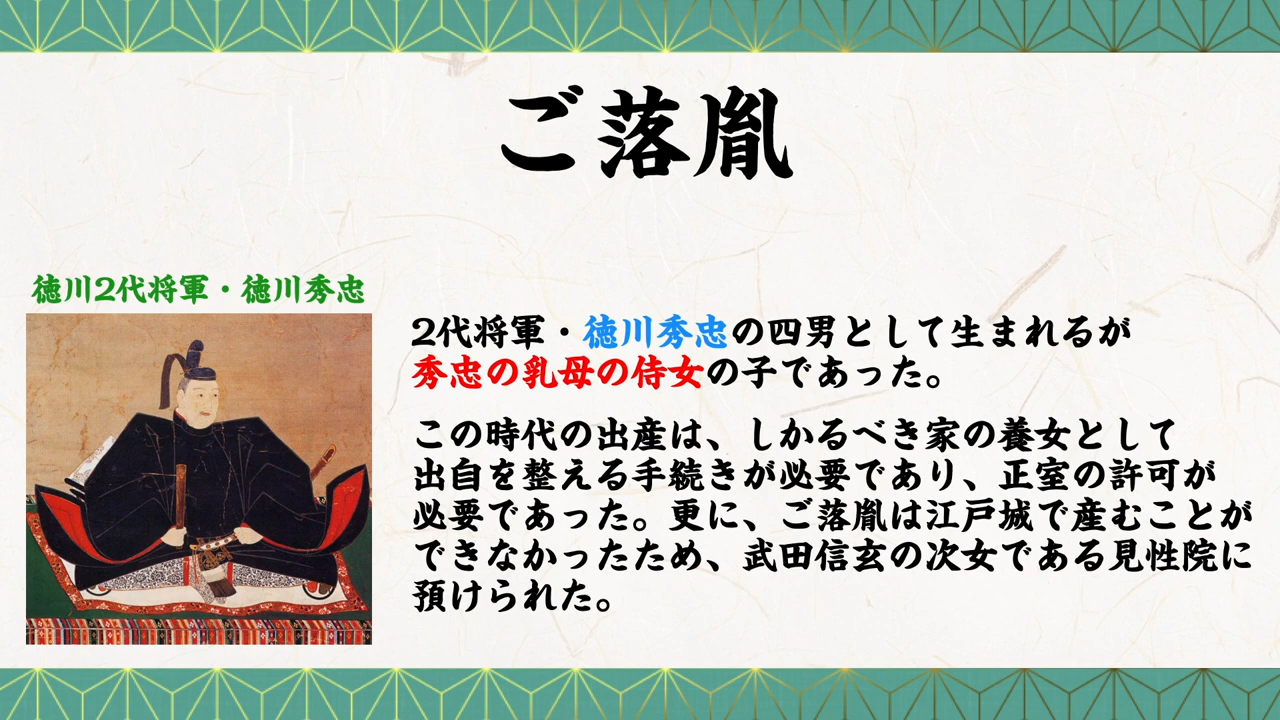 ご落胤
徳川2代将軍・徳川秀忠
2代将軍・徳川秀忠の四男として生まれるが
秀忠の乳母の侍女の子であった。
この時代の出産は、しかるべき家の養女として
出自を整える手続きが必要であり、正室の許可が
必要であった。更に、ご落胤は江戸城で産むことが
できなかったため、武田信玄の次女である見性院に
預けられた。